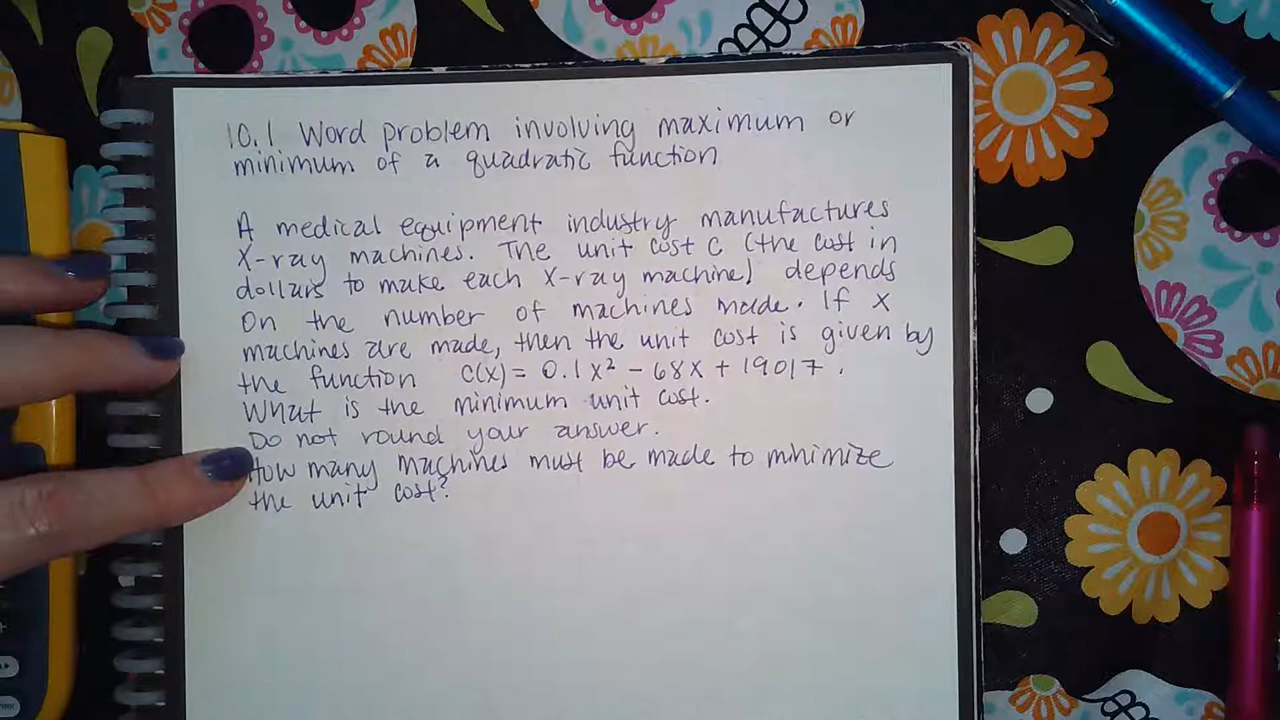 10.1 Word problem involving maximum or
minimum of a quadratic function
A medical equipment industry manufactures
X-ray machines. The unit cost C (the cost in
dollars to make each X-ray machine) depends
on the number of machines made. If x
machines are made, then the unit cost is given by
the function C(x) = 0.1x² - 68x + 19017.
What is the minimum unit cost.
Do not round your answer.
How many machines must be made to minimize
the unit cost?